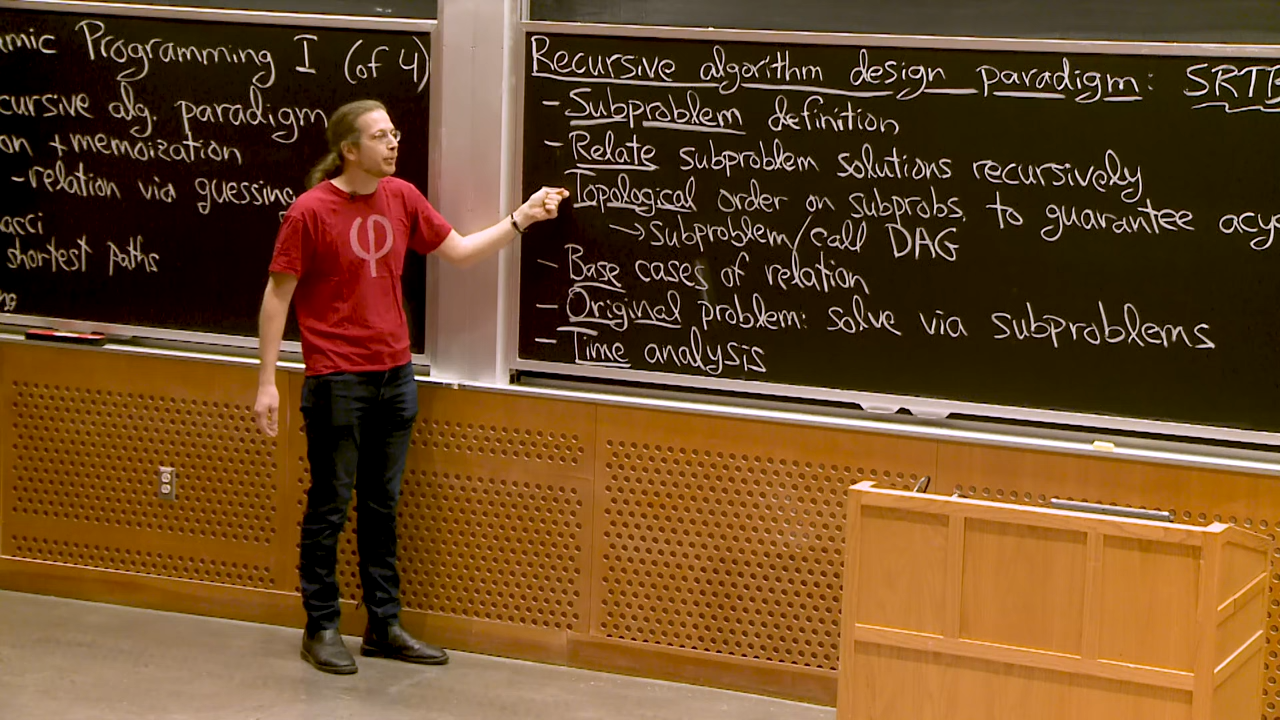 mic Programming I (of 4)
cursive alg. paradigm
on + memoization
- relation via guessing
acci
shortest paths
ng
φ
Recursive algorithm design paradigm: SRTB
- Subproblem definition
- Relate subproblem solutions recursively
Topological order on subprobs. to guarantee acy
→ subproblem/call DAG
- Base cases of relation
- Original problem: solve via subproblems
- Time analysis